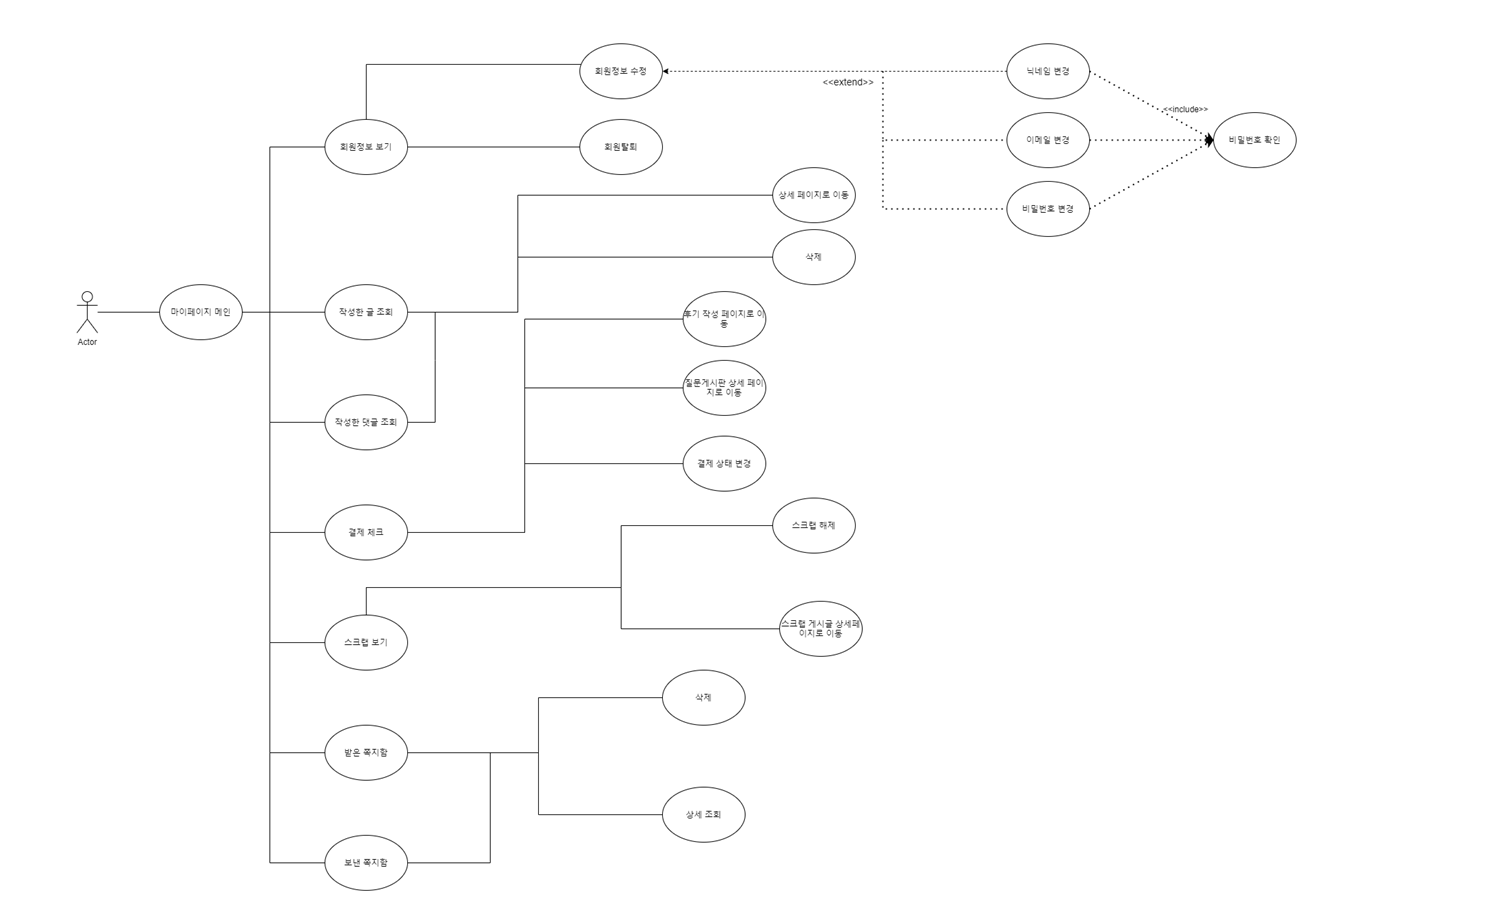 회원정보 수정
<<extend>>
닉네임 변경
<<include>>
회원정보 보기
회원탈퇴
이메일 변경
비밀번호 확인
상세 페이지로 이동
비밀번호 변경
삭제
Actor
마이페이지 메인
작성한 글 조회
후기 작성 페이지로 이
동
질문게시판 상세 페이
지로 이동
작성한 댓글 조회
결제 상태 변경
결제 체크
스크랩 해제
스크랩 보기
스크랩 게시글 상세페
이지로 이동
삭제
받은 쪽지함
상세 조회
보낸 쪽지함